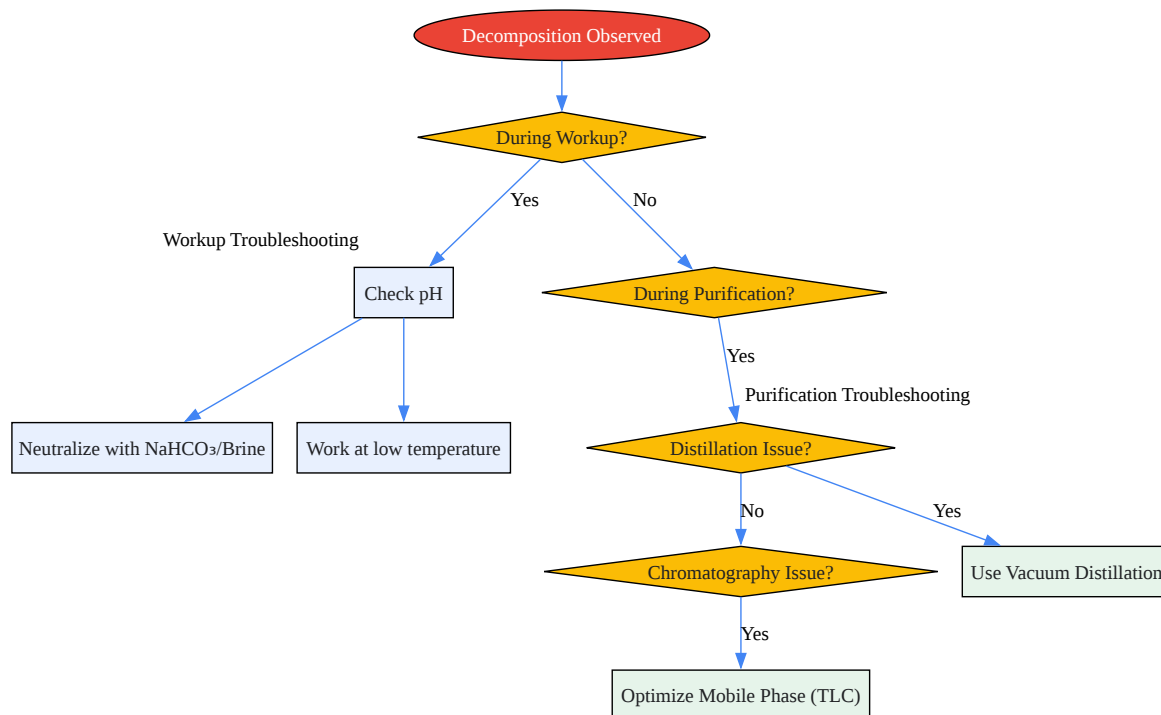 Decomposition Observed
During Workup?
Yes
No
Workup Troubleshooting
Check pH
During Purification?
Yes
Purification Troubleshooting
Neutralize with NaHCO₃/Brine
Work at low temperature
Distillation Issue?
No
Yes
Chromatography Issue?
Use Vacuum Distillation
Yes
Optimize Mobile Phase (TLC)